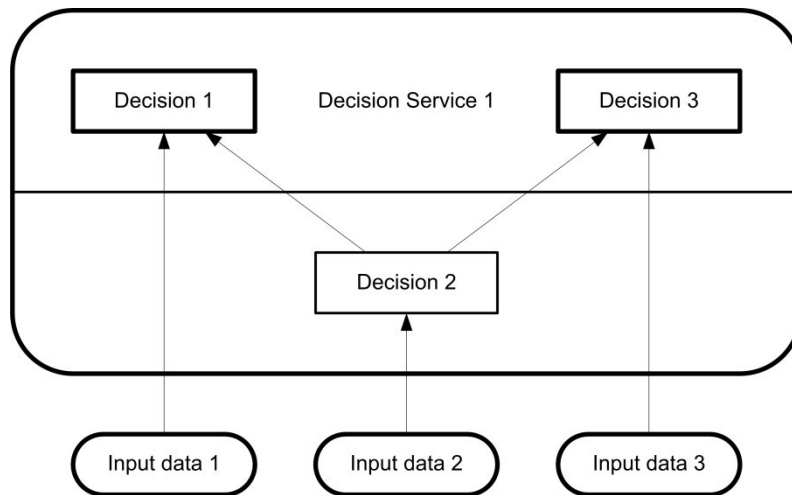 Decision 1
Decision Service 1
Decision 3
Decision 2
Input data 1
Input data 2
Input data 3